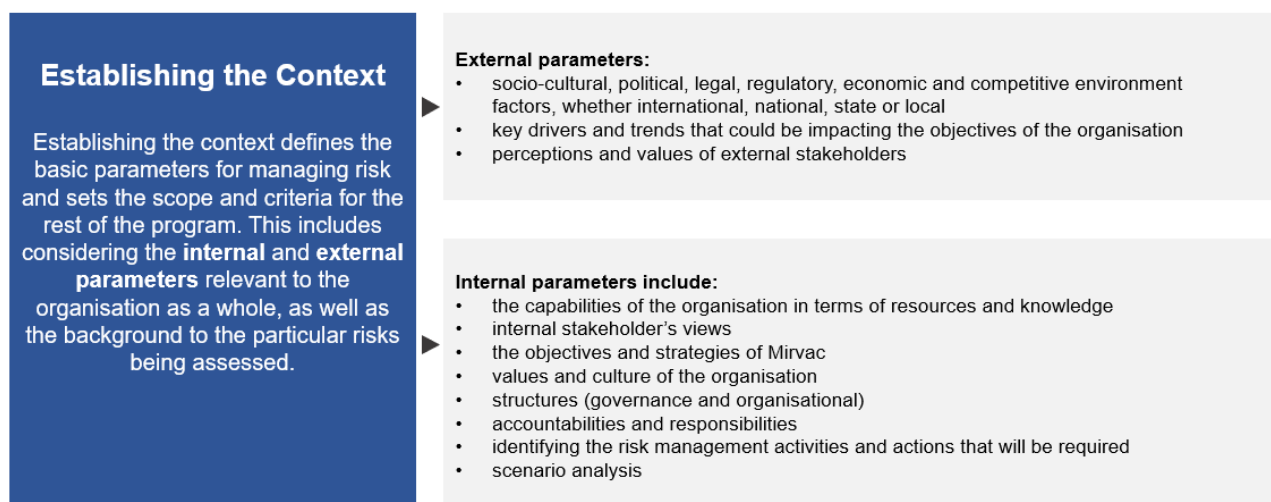 Establishing the Context
Establishing the context defines the
basic parameters for managing risk
and sets the scope and criteria for the
rest of the program. This includes
considering the internal and external
parameters relevant to the
organisation as a whole, as well as
the background to the particular risks
being assessed.
External parameters:
• socio-cultural, political, legal, regulatory, economic and competitive environment
factors, whether international, national, state or local
• key drivers and trends that could be impacting the objectives of the organisation
• perceptions and values of external stakeholders
Internal parameters include:
• the capabilities of the organisation in terms of resources and knowledge
• internal stakeholder’s views
• the objectives and strategies of Mirvac
• values and culture of the organisation
• structures (governance and organisational)
• accountabilities and responsibilities
• identifying the risk management activities and actions that will be required
• scenario analysis